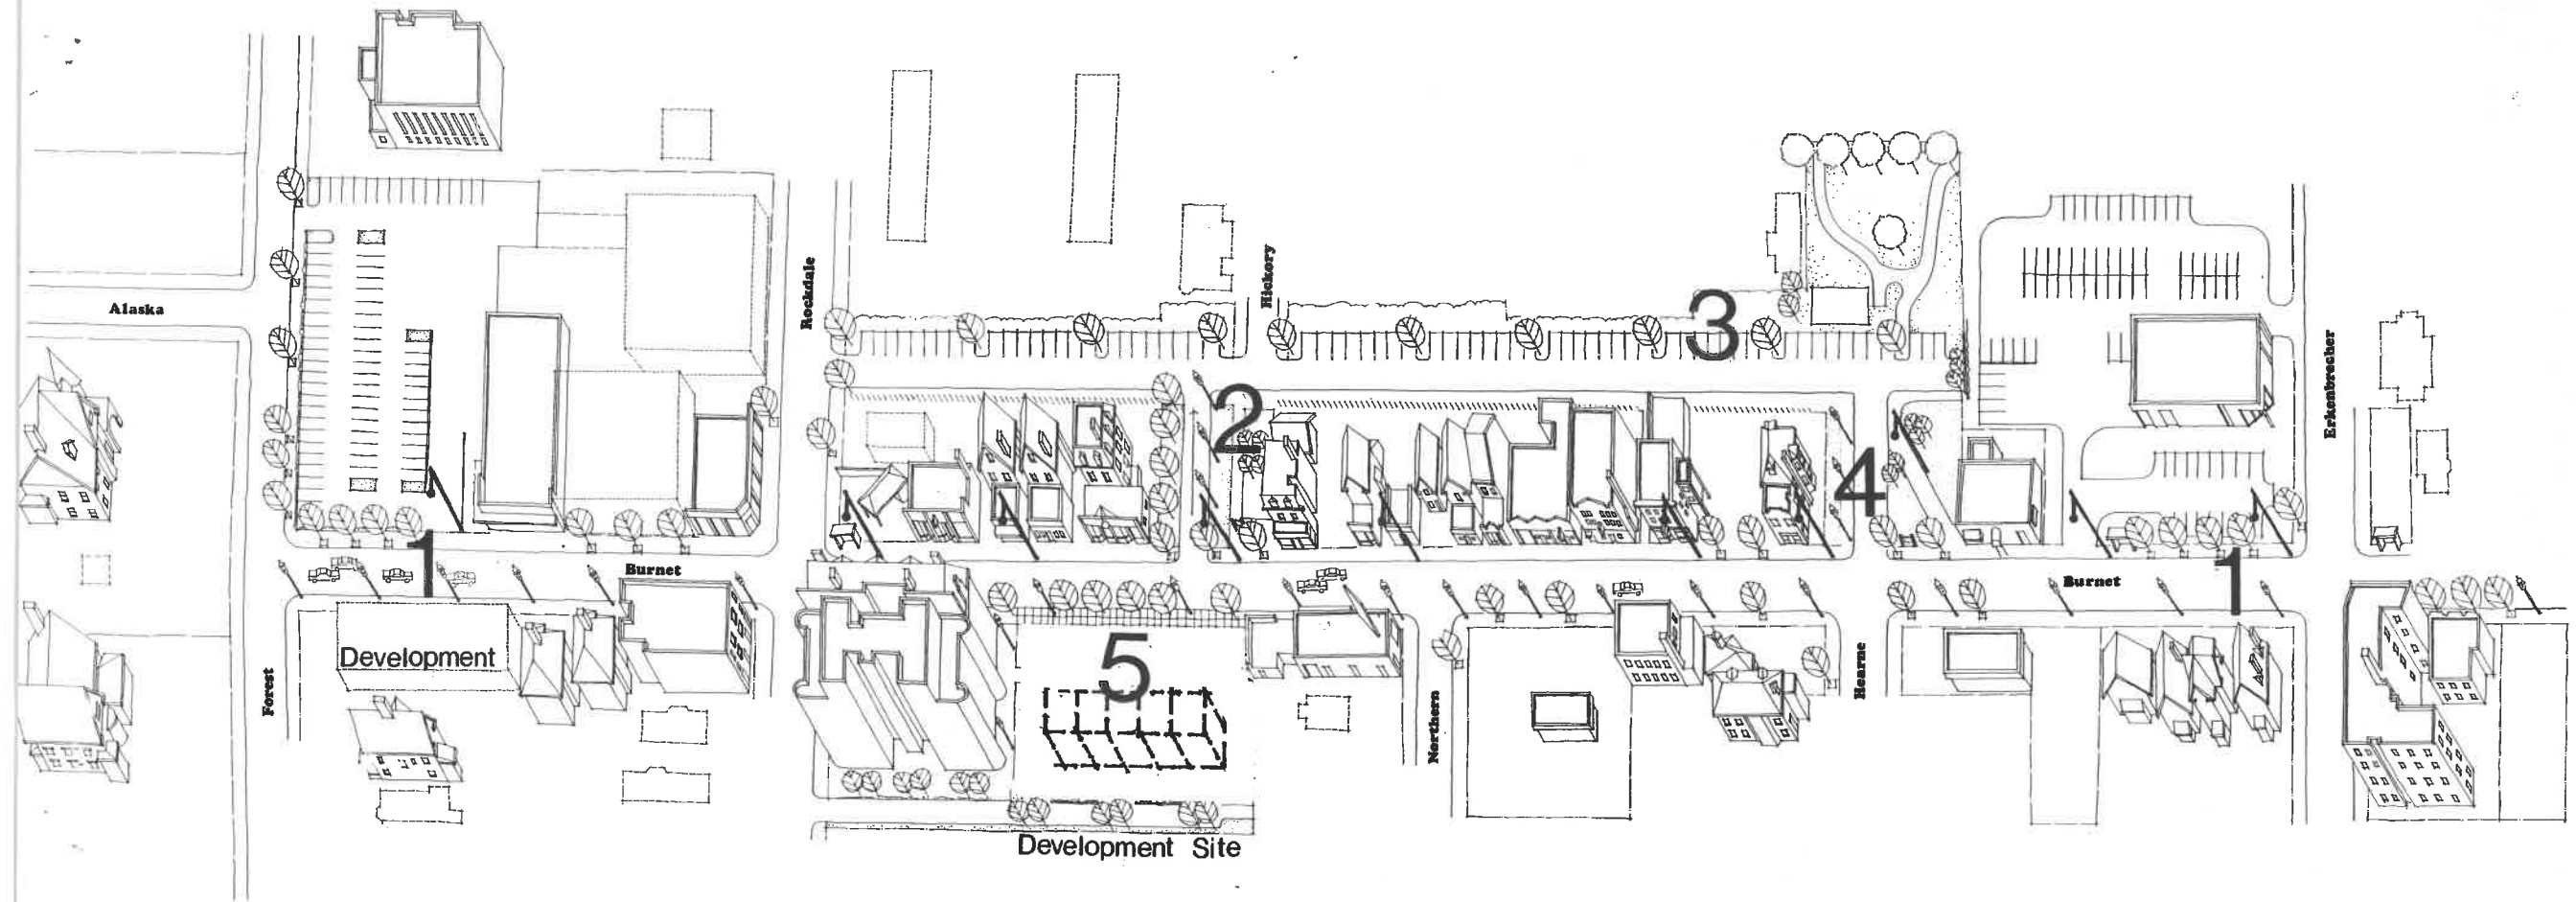 Alaska
Rockdale
Hickory
3
Erkenbrecher
2
4
1
Burnet
Burnet
1
Development
5
Forest
Northern
Hearne
Development Site